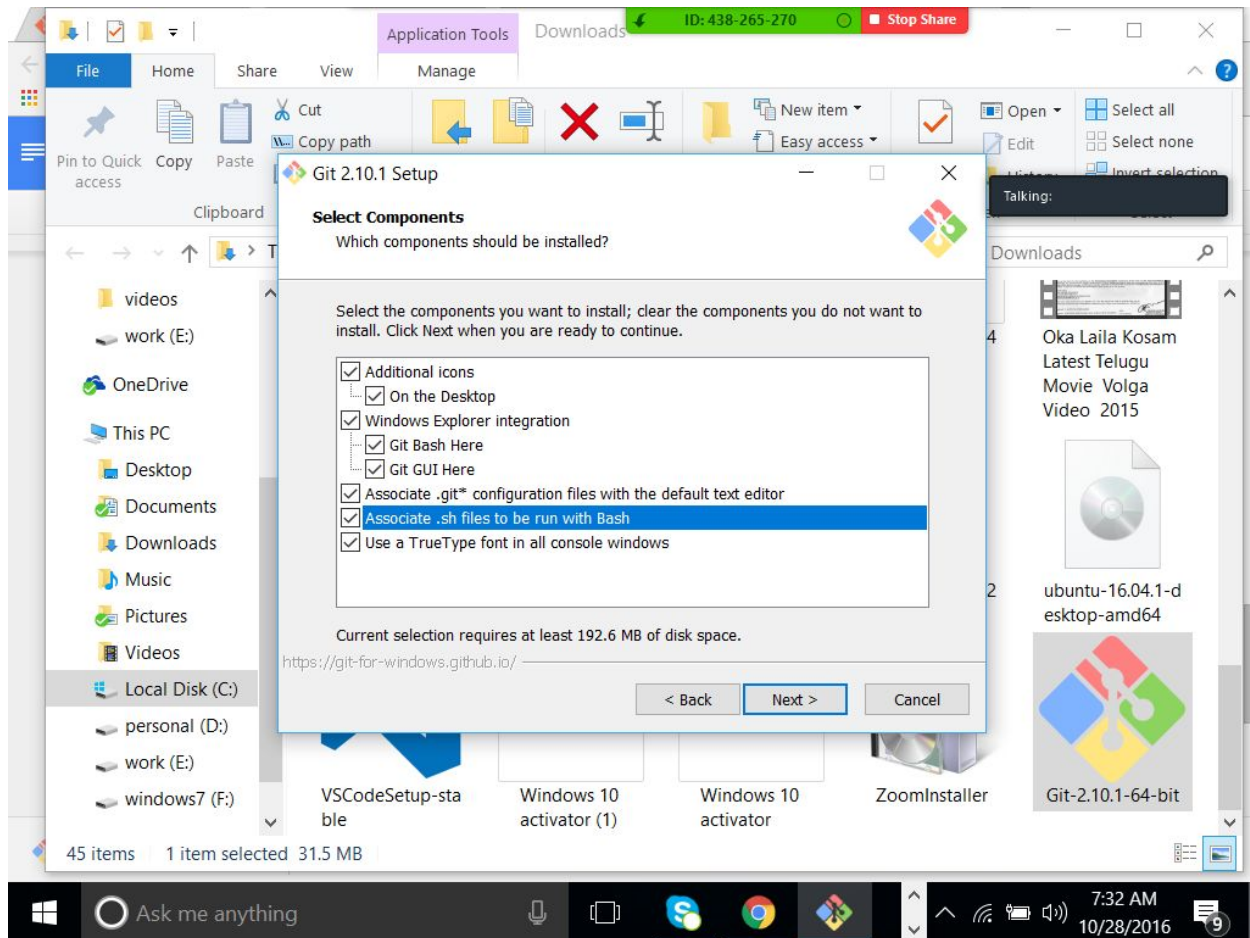 Application Tools
Downloads
ID: 438-265-270
Stop Share
File
Home
Share
View
Manage
Pin to Quick access
Copy
Paste
Cut
Copy path
New item
Easy access
Open
Edit
Select all
Select none
Invert selection
Clipboard
Talking:
Git 2.10.1 Setup
Select Components
Which components should be installed?
Select the components you want to install; clear the components you do not want to
install. Click Next when you are ready to continue.
Additional icons
On the Desktop
Windows Explorer integration
Git Bash Here
Git GUI Here
Associate .git* configuration files with the default text editor
Associate .sh files to be run with Bash
Use a TrueType font in all console windows
Current selection requires at least 192.6 MB of disk space.
https://git-for-windows.github.io/
< Back
Next >
Cancel
Downloads
videos
work (E:)
OneDrive
This PC
Desktop
Documents
Downloads
Music
Pictures
Videos
Local Disk (C:)
personal (D:)
work (E:)
windows7 (F:)
4
Oka Laila Kosam
Latest Telugu
Movie Volga
Video 2015
2
ubuntu-16.04.1-d
esktop-amd64
VSCodeSetup-sta
ble
Windows 10
activator (1)
Windows 10
activator
ZoomInstaller
Git-2.10.1-64-bit
45 items
1 item selected 31.5 MB
Ask me anything
7:32 AM
10/28/2016
9